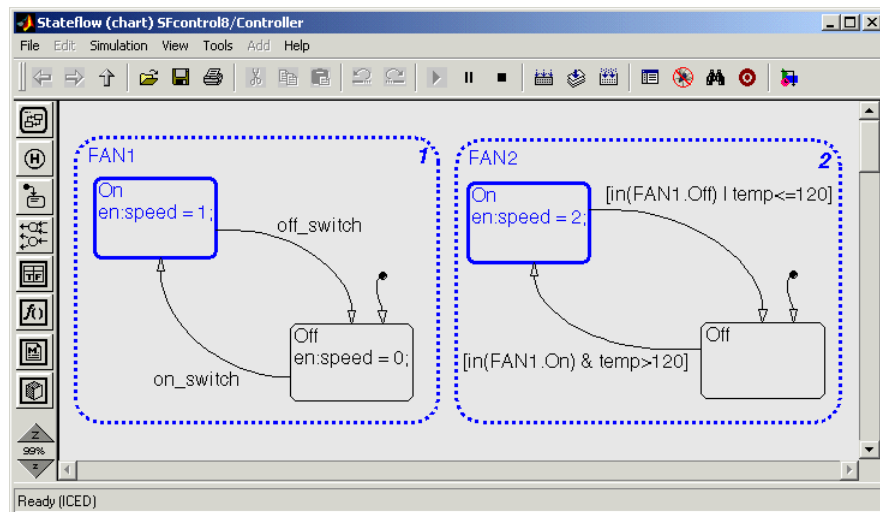 Stateflow (chart) SFcontrol8/Controller
File Edit Simulation View Tools Add Help
FAN1
1
On
en:speed = 1;
off_switch
Off
en:speed = 0;
on_switch
FAN2
2
On
en:speed = 2;
[in(FAN1.Off) | temp<=120]
Off
[in(FAN1.On) & temp>120]
H
TF
f()
M
Z
99%
z
Ready (ICED)